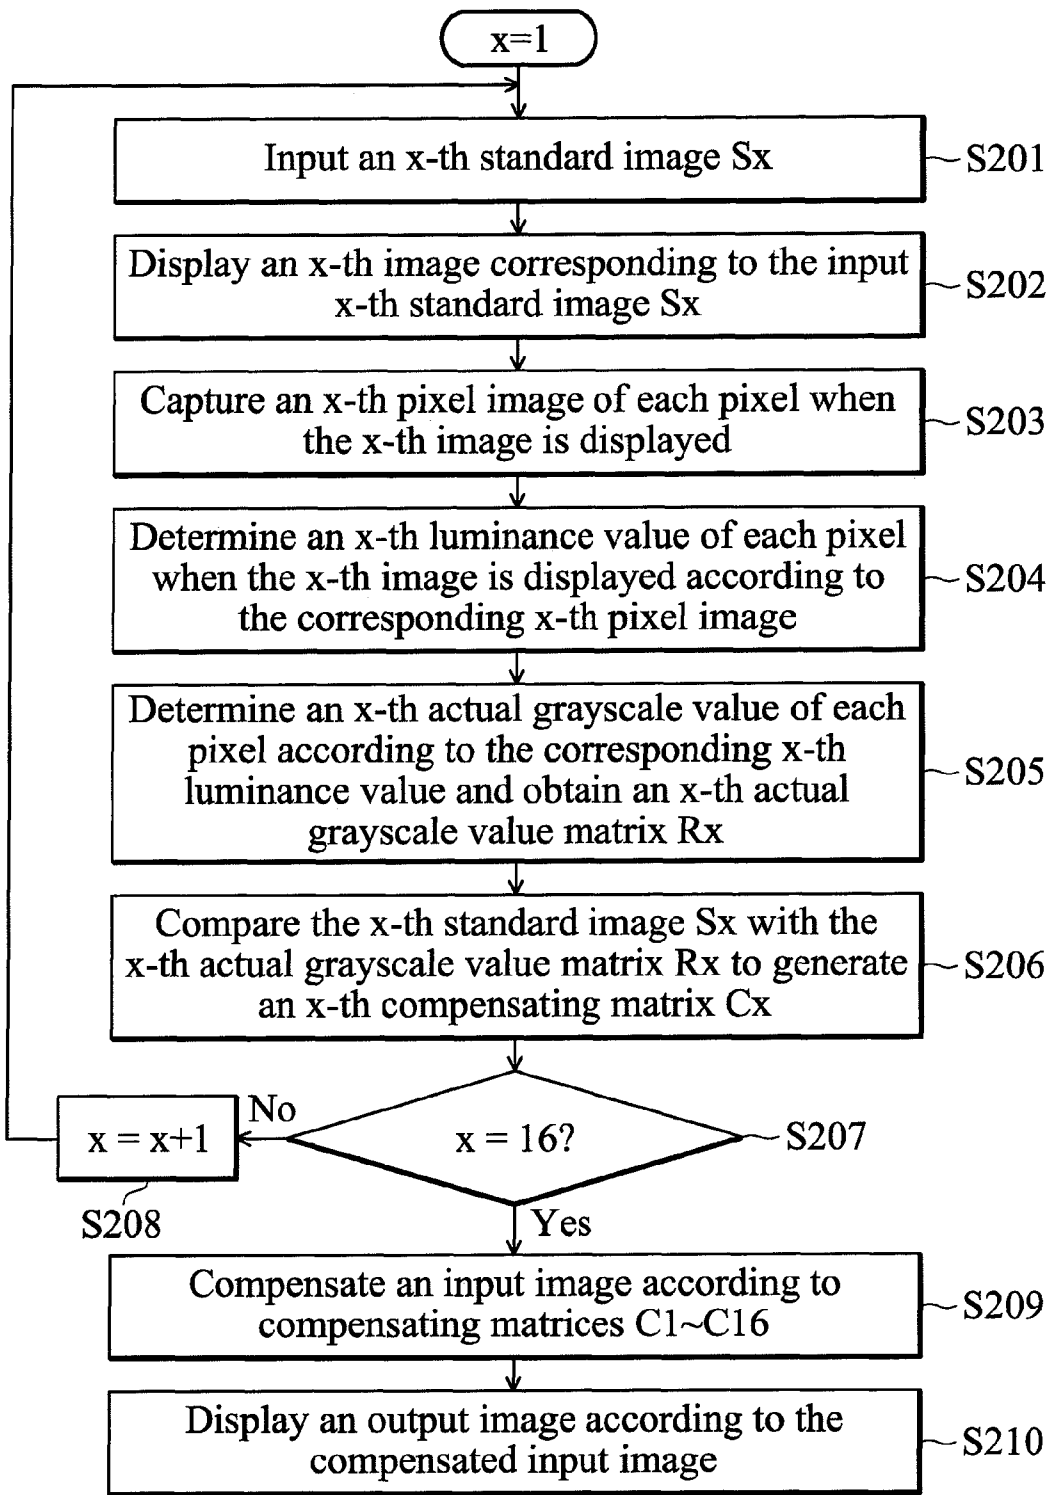 x=1
Input an x-th standard image Sx
S201
Display an x-th image corresponding to the input
x-th standard image Sx
S202
Capture an x-th pixel image of each pixel when
the x-th image is displayed
S203
Determine an x-th luminance value of each pixel
when the x-th image is displayed according to
the corresponding x-th pixel image
S204
Determine an x-th actual grayscale value of each
pixel according to the corresponding x-th
luminance value and obtain an x-th actual
grayscale value matrix Rx
S205
Compare the x-th standard image Sx with the
x-th actual grayscale value matrix Rx to generate
an x-th compensating matrix Cx
S206
x = 16?
S207
No
x = x+1
S208
Yes
Compensate an input image according to
compensating matrices C1~C16
S209
Display an output image according to the
compensated input image
S210